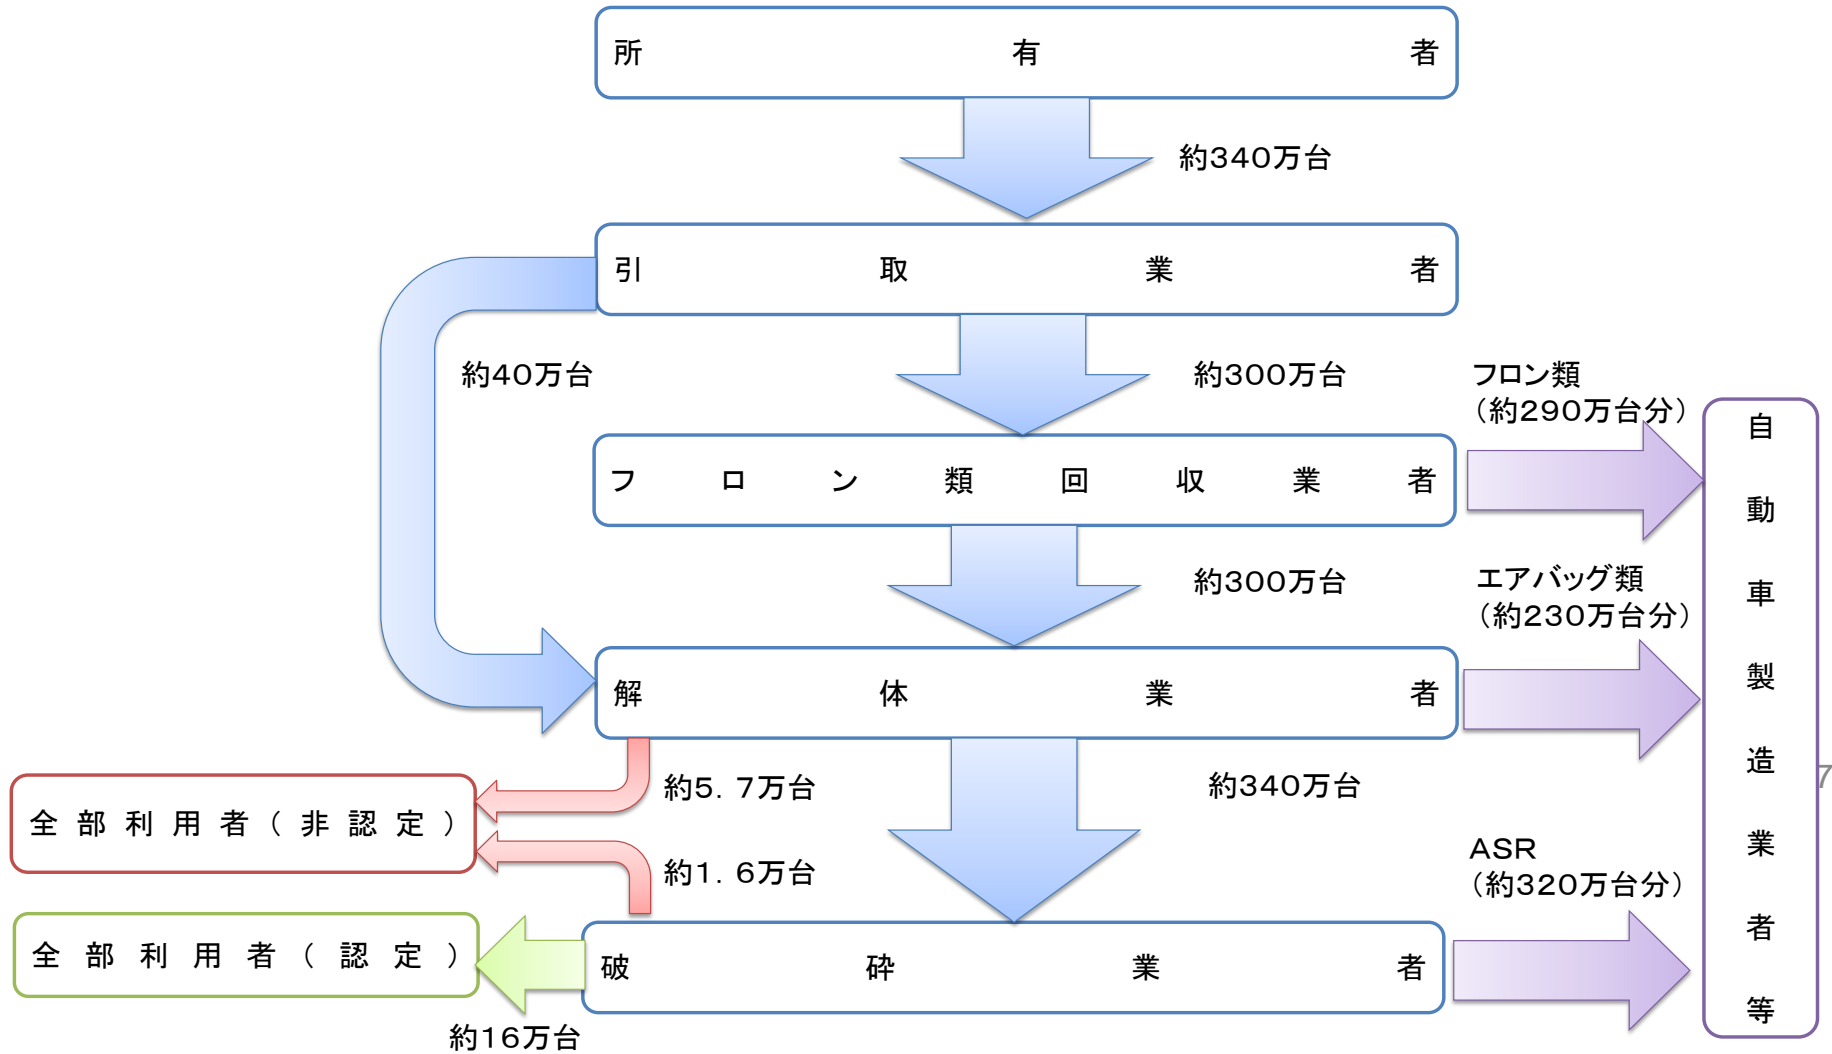 所有者
約340万台
引取業者
約40万台
約300万台
フロン類
（約290万台分）
フロン類回収業者
約300万台
エアバッグ類
（約230万台分）
解体業者
約5．7万台
約340万台
全部利用者（非認定）
約1．6万台
ASR
（約320万台分）
全部利用者（認定）
破砕業者
約16万台
自動車製造業者等
7